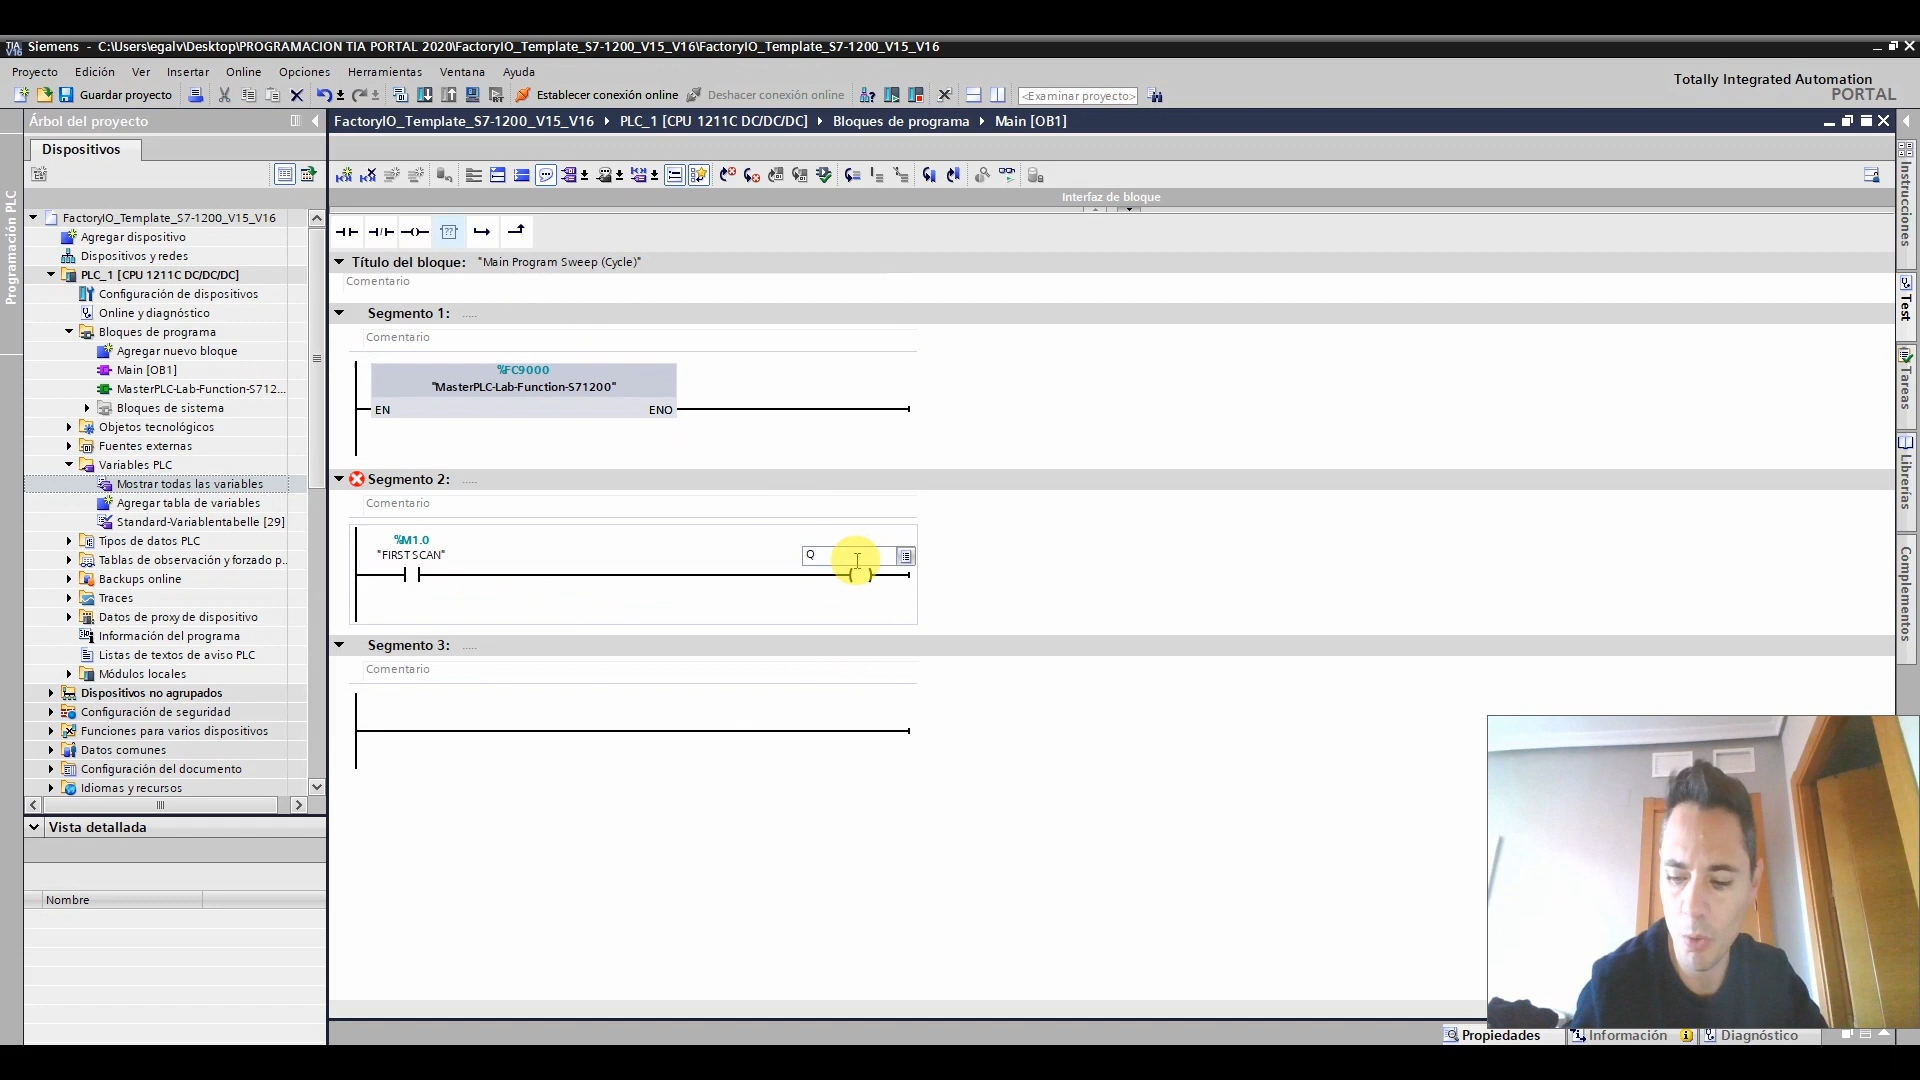 Siemens - C:\Users\egalv\Desktop\PROGRAMACION TIA PORTAL 2020\FactoryIO_Template_S7-1200_V15_V16\FactoryIO_Template_S7-1200_V15_V16
Proyecto Edición Ver Insertar Online Opciones Herramientas Ventana Ayuda
Totally Integrated Automation
PORTAL
Guardar proyecto Establecer conexión online Deshacer conexión online <Examinar proyecto>
Árbol del proyecto
FactoryIO_Template_S7-1200_V15_V16 PLC_1 [CPU 1211C DC/DC/DC] Bloques de programa Main [OB1]
Dispositivos
Programación PLC
FactoryIO_Template_S7-1200_V15_V16
Agregar dispositivo
Dispositivos y redes
PLC_1 [CPU 1211C DC/DC/DC]
Configuración de dispositivos
Online y diagnóstico
Bloques de programa
Agregar nuevo bloque
Main [OB1]
MasterPLC-Lab-Function-S712...
Bloques de sistema
Objetos tecnológicos
Fuentes externas
Variables PLC
Mostrar todas las variables
Agregar tabla de variables
Standard-Variablentabelle [29]
Tipos de datos PLC
Tablas de observación y forzado p..
Backups online
Traces
Datos de proxy de dispositivo
Información del programa
Listas de textos de aviso PLC
Módulos locales
Dispositivos no agrupados
Configuración de seguridad
Funciones para varios dispositivos
Datos comunes
Configuración del documento
Idiomas y recursos
Vista detallada
Nombre
Interfaz de bloque
??
Título del bloque: "Main Program Sweep (Cycle)"
Comentario
Segmento 1: .....
Comentario
%FC9000
"MasterPLC-Lab-Function-S71200"
EN ENO
Segmento 2: .....
Comentario
%M1.0
"FIRST SCAN"
Q
Segmento 3: .....
Comentario
Instrucciones
Test
Tareas
Librerías
Complementos
Propiedades Información Diagnóstico